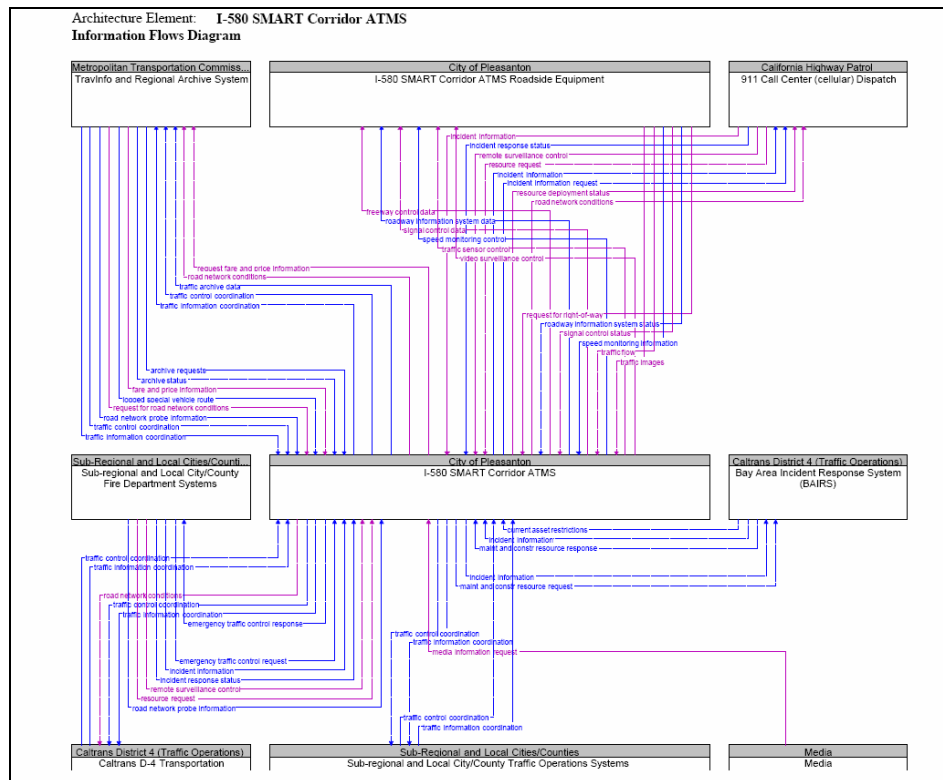 Architecture Element: I-580 SMART Corridor ATMS
Information Flows Diagram
Metropolitan Transportation Commiss...
TravInfo and Regional Archive System
City of Pleasanton
I-580 SMART Corridor ATMS Roadside Equipment
California Highway Patrol
911 Call Center (cellular) Dispatch
incident information
incident response status
remote surveillance control
resource request
incident information
incident information request
resource deployment status
road network conditions
freeway control data
roadway information system data
signal control data
speed monitoring control
traffic sensor control
video surveillance control
request fare and price information
road network conditions
traffic archive data
traffic control coordination
traffic information coordination
request for right-of-way
roadway information system status
signal control status
speed monitoring information
traffic flow
traffic images
archive requests
archive status
fare and price information
logged special vehicle route
request for road network conditions
road network probe information
traffic control coordination
traffic information coordination
Sub-Regional and Local Cities/Counti...
Sub-regional and Local City/County
Fire Department Systems
City of Pleasanton
I-580 SMART Corridor ATMS
Caltrans District 4 (Traffic Operations)
Bay Area Incident Response System
(BAIRS)
current asset restrictions
incident information
maint and constr resource response
incident information
maint and constr resource request
traffic control coordination
traffic information coordination
road network conditions
traffic control coordination
traffic information coordination
emergency traffic control response
traffic control coordination
traffic information coordination
media information request
emergency traffic control request
incident information
incident response status
remote surveillance control
resource request
road network probe information
traffic control coordination
traffic information coordination
Caltrans District 4 (Traffic Operations)
Caltrans D-4 Transportation
Sub-Regional and Local Cities/Counties
Sub-regional and Local City/County Traffic Operations Systems
Media
Media